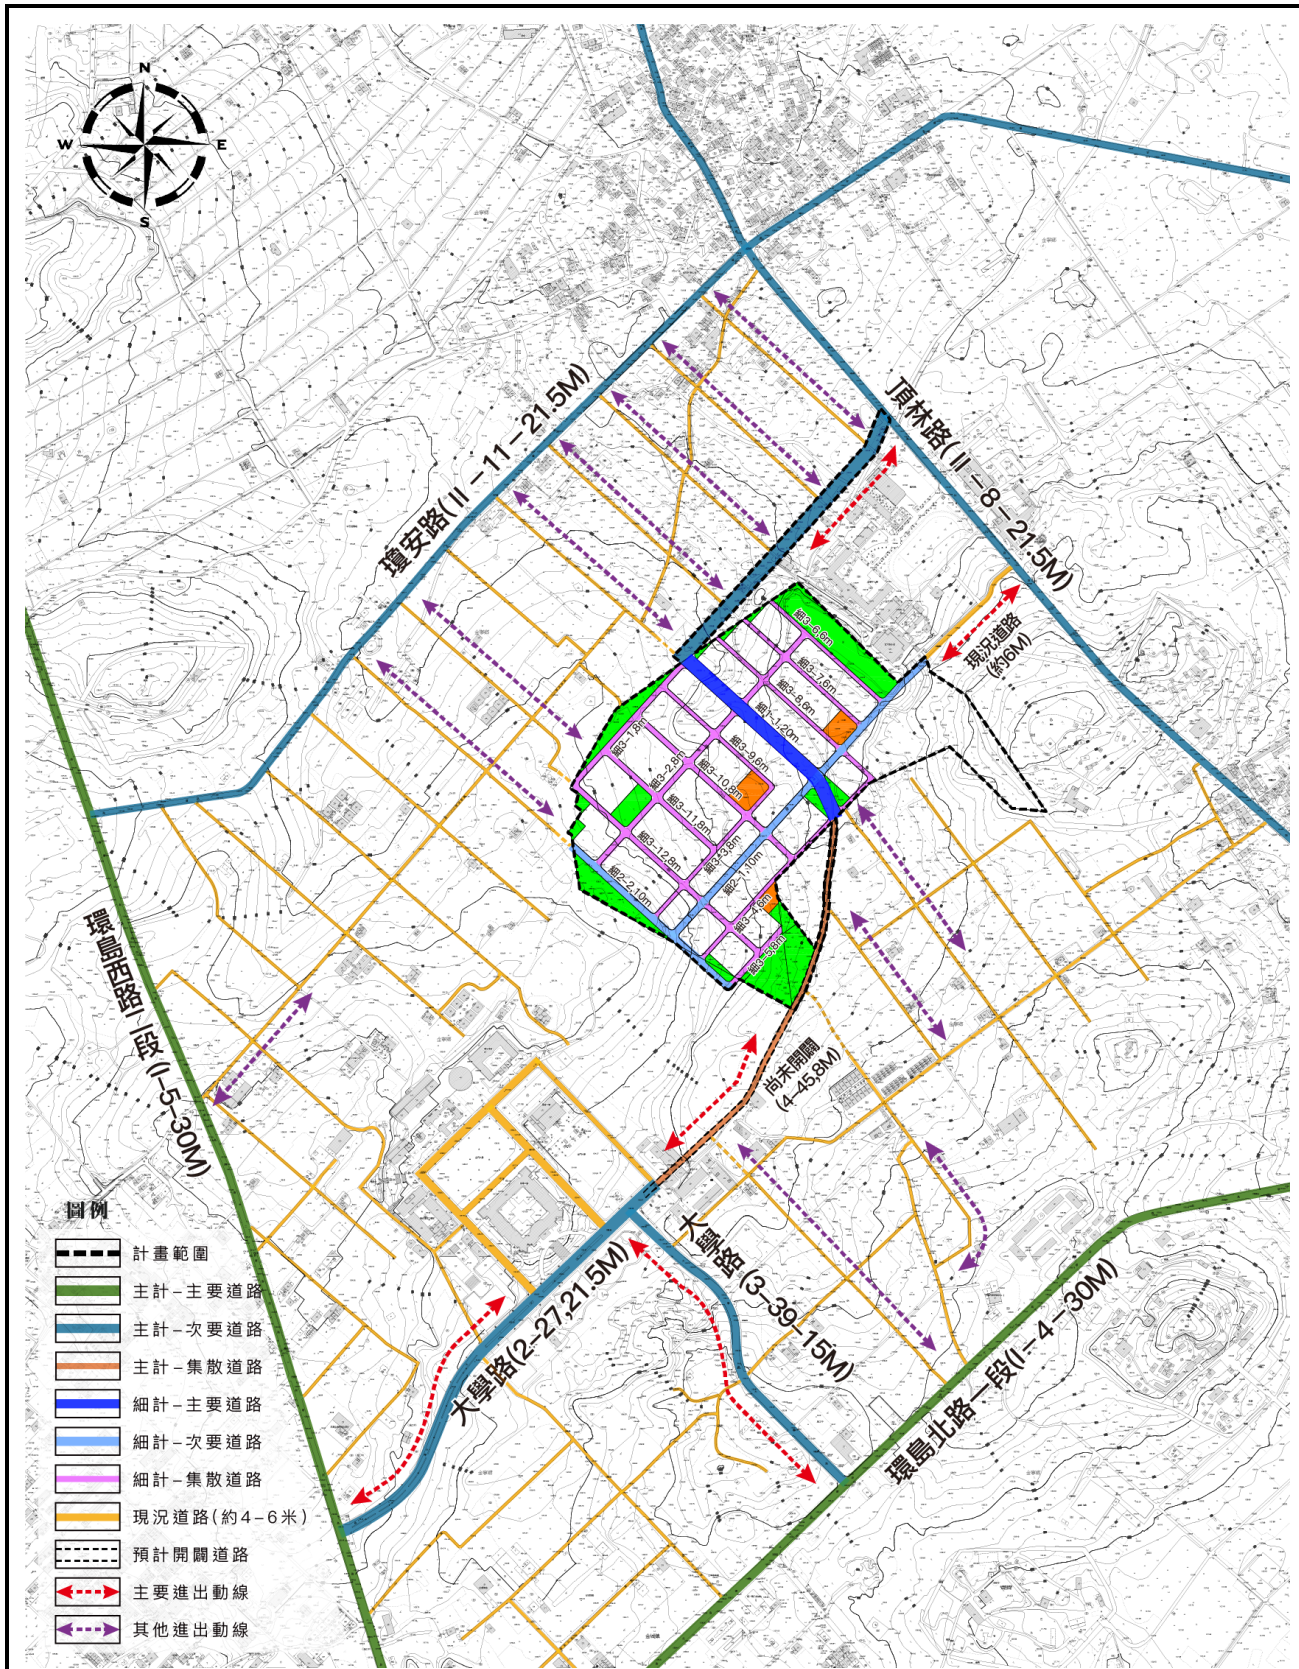 N
W
E
S
瓊安路(II-11-21.5M)
頂林路(II-8-21.5M)
現況道路
(約16M)
細3-6,6m
細3-7,6m
細3-8,6m
細1-1,20m
細3-1,8m
細3-9,6m
細3-2,8m
細3-10,8m
細3-11,8m
細3-12,8m
細3-3,8m
細2-1,10m
細2-2,10m
細3-4,6m
細3-5,8m
環島西路二段(I-5-30M)
尚未開闢
(4-45,8M)
大學路(3-39-15M)
大學路(2-27,21.5M)
環島北路一段(I-4-30M)
圖例
計畫範圍
主計-主要道路
主計-次要道路
主計-集散道路
細計-主要道路
細計-次要道路
細計-集散道路
現況道路(約4-6米)
預計開闢道路
主要進出動線
其他進出動線